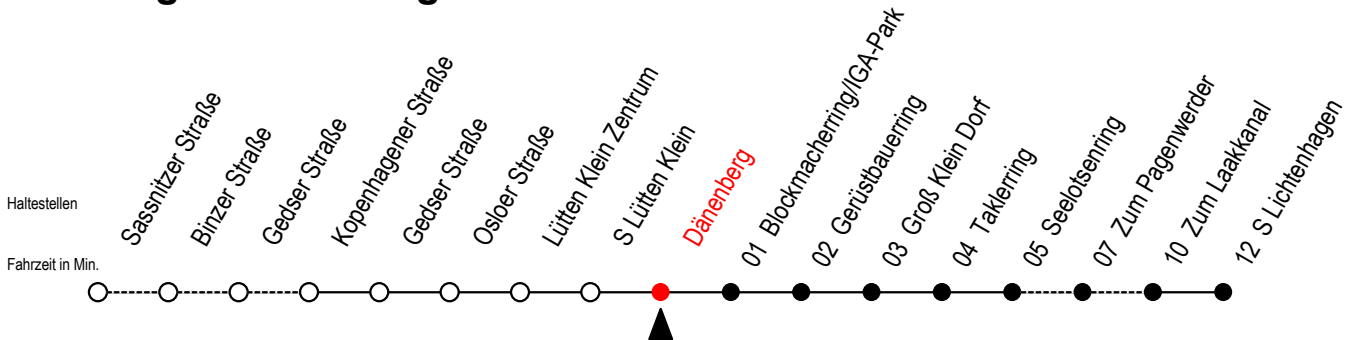 Haltestellen
Fahrzeit in Min.
Sassnitzer Straße
Binzer Straße
Gedser Straße
Kopenhagener Straße
Gedser Straße
Osloer Straße
Lütten Klein Zentrum
S Lütten Klein
Dänenberg
01 Blockmacherring/IGA-Park
02 Gerüstbauerring
03 Groß Klein Dorf
04 Taklerring
05 Seelotsenring
07 Zum Pagenwerder
10 Zum Laakkanal
12 S Lichtenhagen